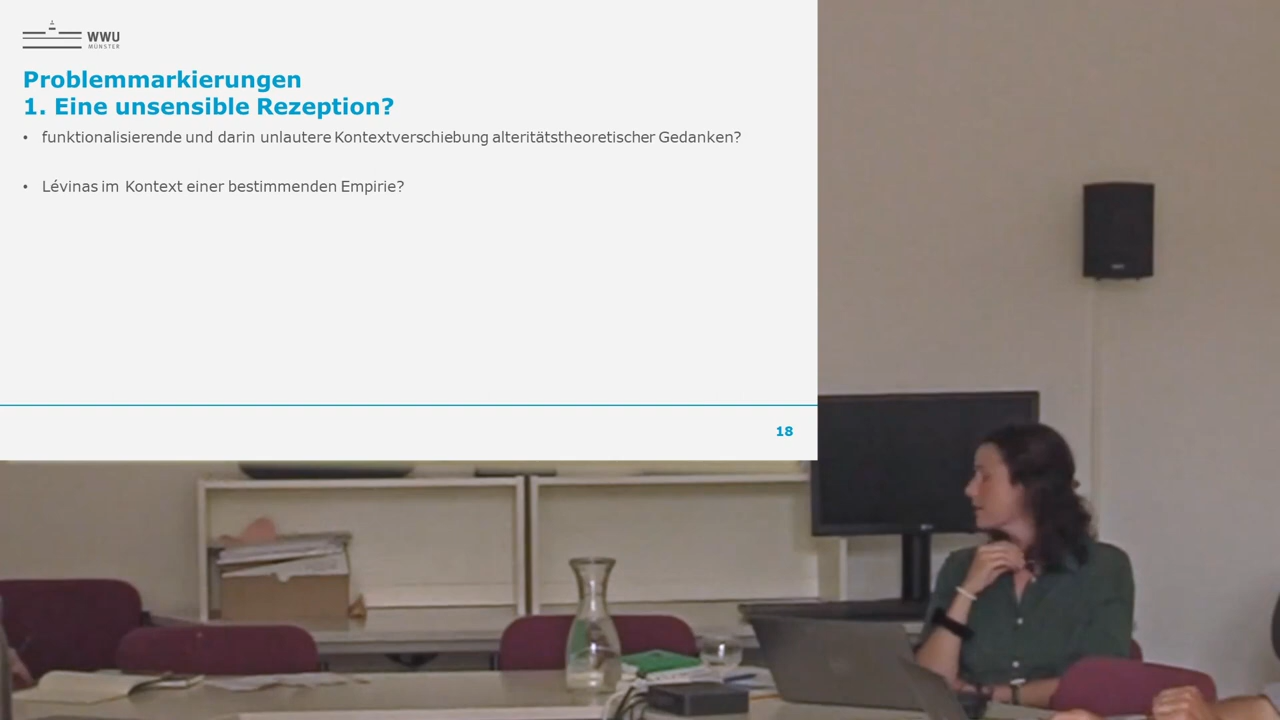 WWU
MÜNSTER
Problemmarkierungen
1. Eine unsensible Rezeption?
• funktionalisierende und darin unlautere Kontextverschiebung alteritätstheoretischer Gedanken?
• Lévinas im Kontext einer bestimmenden Empirie?
18